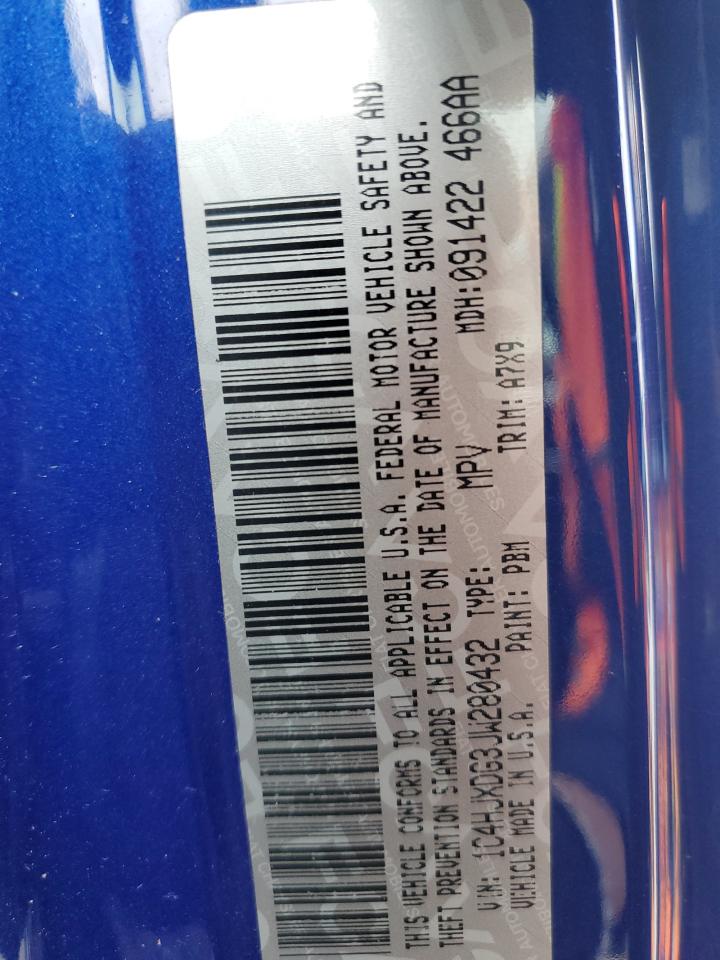 THIS VEHICLE CONFORMS TO ALL APPLICABLE U.S.A. FEDERAL MOTOR VEHICLE SAFETY AND
THEFT PREVENTION STANDARDS IN EFFECT ON THE DATE OF MANUFACTURE SHOWN ABOVE.
VIN: 1C4HJXDG3JW280432 TYPE: MPV MDH:091422 466AA
VEHICLE MADE IN U.S.A. PAINT: PBM TRIM: A7X9